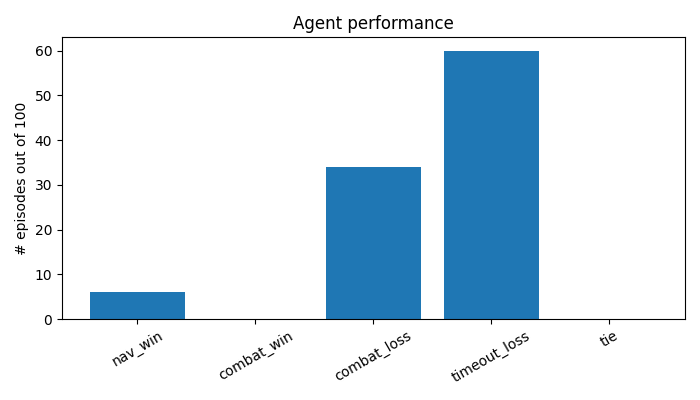 Agent performance
# episodes out of 100
60
50
40
30
20
10
0
nav_win
combat_win
combat_loss
timeout_loss
tie